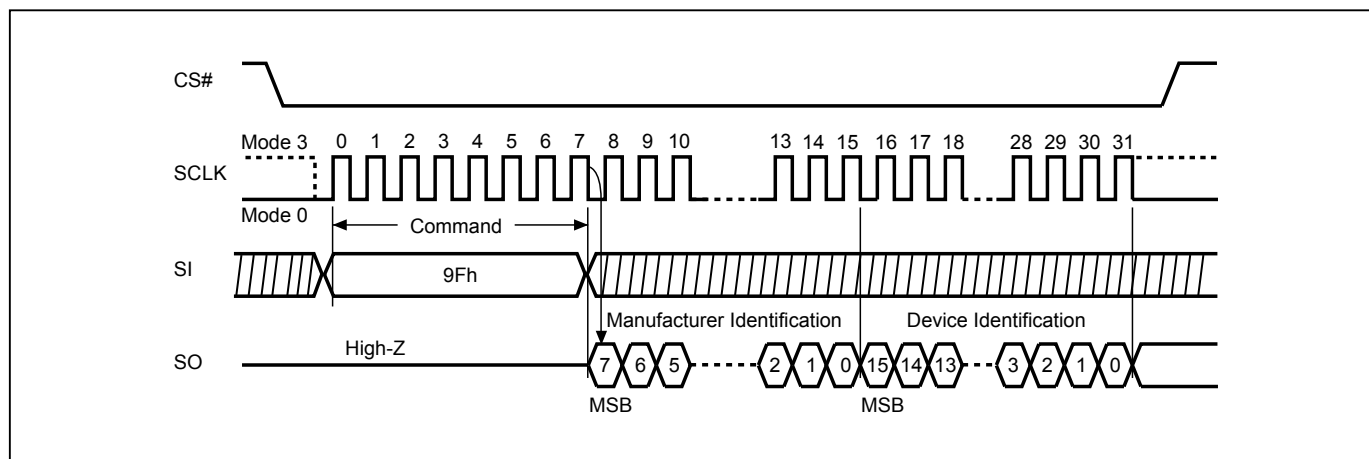 CS#
Mode 3 0 1 2 3 4 5 6 7 8 9 10 13 14 15 16 17 18 28 29 30 31
SCLK
Mode 0
Command
SI 9Fh
Manufacturer Identification Device Identification
High-Z
SO 7 6 5 2 1 0 15 14 13 3 2 1 0
MSB MSB